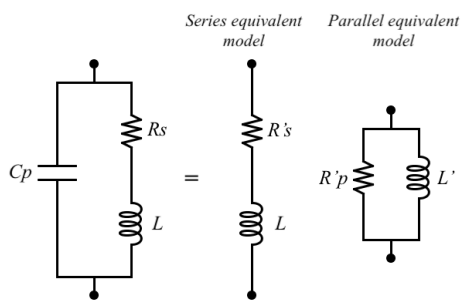 Series equivalent
model
Parallel equivalent
model
Rs
Cp
L
=
R's
L
R'p
L'